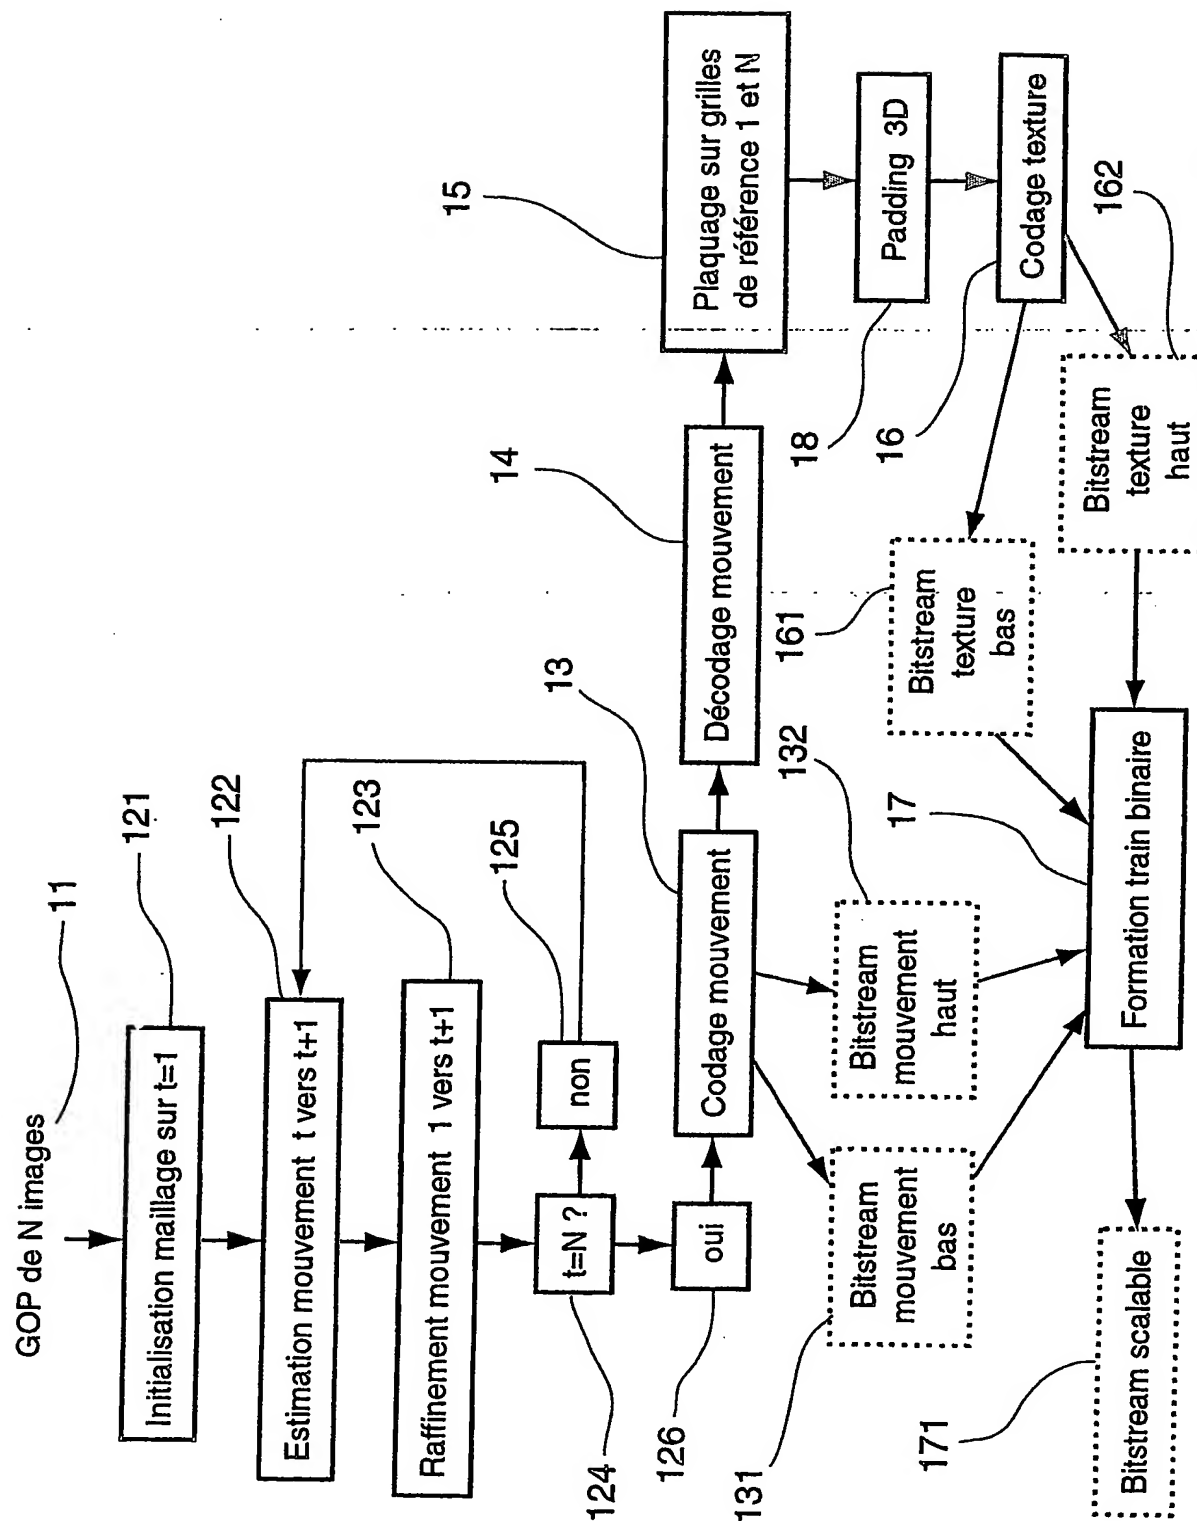 GOP de N images
11
Initialisation maillage sur t=1
121
Estimation mouvement t vers t+1
122
Raffinement mouvement 1 vers t+1
123
t=N ?
124
non
125
oui
126
Codage mouvement
13
Décodage mouvement
14
Plaquage sur grilles
de référence 1 et N
15
Padding 3D
18
Codage texture
16
Bitstream
mouvement
bas
131
Bitstream
mouvement
haut
132
Bitstream
texture
bas
161
Bitstream
texture
haut
162
Formation train binaire
17
Bitstream scalable
171